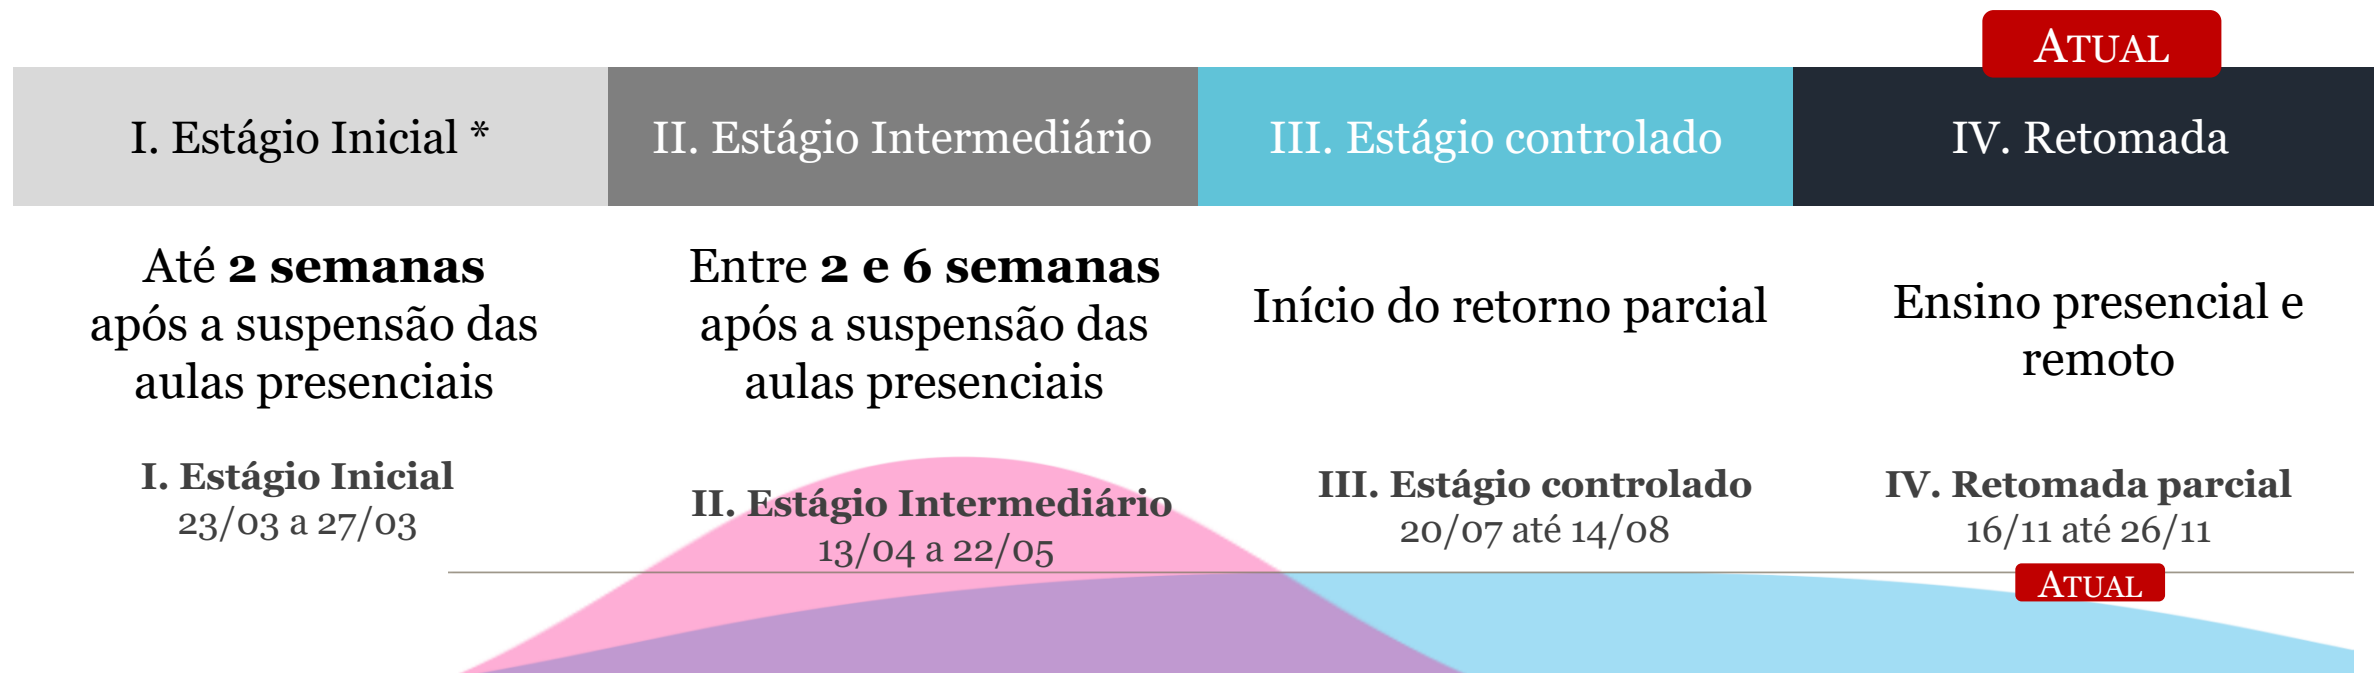 ATUAL
I. Estágio Inicial *
II. Estágio Intermediário
III. Estágio controlado
IV. Retomada
Até 2 semanas
após a suspensão das
aulas presenciais
Entre 2 e 6 semanas
após a suspensão das
aulas presenciais
Início do retorno parcial
Ensino presencial e
remoto
I. Estágio Inicial
23/03 a 27/03
II. Estágio Intermediário
13/04 a 22/05
III. Estágio controlado
20/07 até 14/08
IV. Retomada parcial
16/11 até 26/11
ATUAL